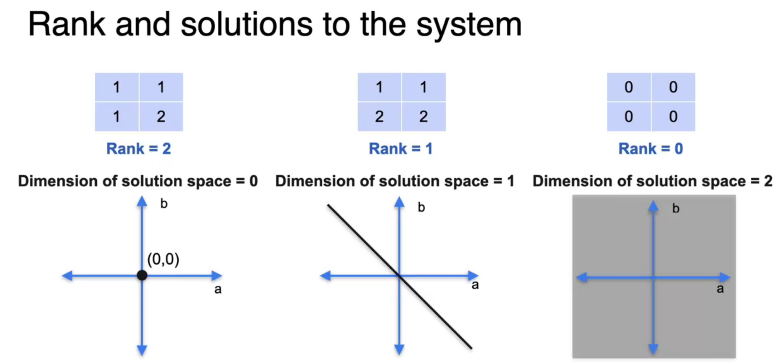 Rank and solutions to the system
1 1
1 2
Rank = 2
Dimension of solution space = 0
b
(0,0)
a
1 1
2 2
Rank = 1
Dimension of solution space = 1
b
a
0 0
0 0
Rank = 0
Dimension of solution space = 2
b
a